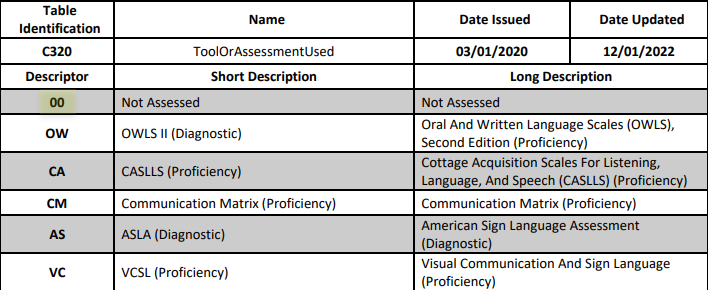 Table Identification Name Date Issued Date Updated
C320 ToolOrAssessmentUsed 03/01/2020 12/01/2022
Descriptor Short Description Long Description
00 Not Assessed Not Assessed
OW OWLS II (Diagnostic) Oral And Written Language Scales (OWLS),
Second Edition (Proficiency)
CA CASLLS (Proficiency) Cottage Acquisition Scales For Listening,
Language, And Speech (CASLLS) (Proficiency)
CM Communication Matrix (Proficiency) Communication Matrix (Proficiency)
AS ASLA (Diagnostic) American Sign Language Assessment
(Diagnostic)
VC VCSL (Proficiency) Visual Communication And Sign Language
(Proficiency)